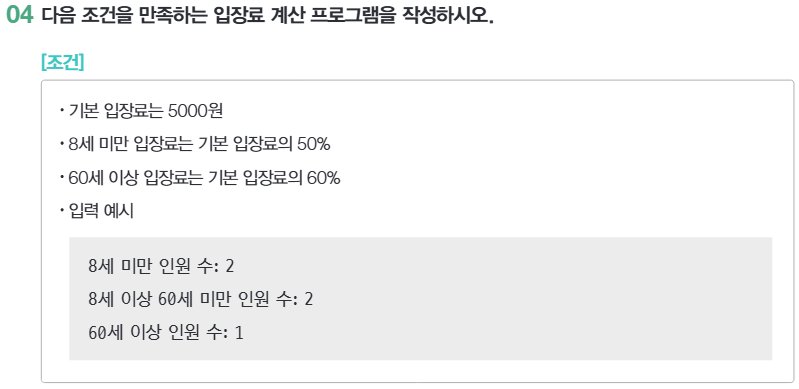 04 다음 조건을 만족하는 입장료 계산 프로그램을 작성하시오.
[조건]
· 기본 입장료는 5000원
· 8세 미만 입장료는 기본 입장료의 50%
· 60세 이상 입장료는 기본 입장료의 60%
· 입력 예시
8세 미만 인원 수: 2
8세 이상 60세 미만 인원 수: 2
60세 이상 인원 수: 1